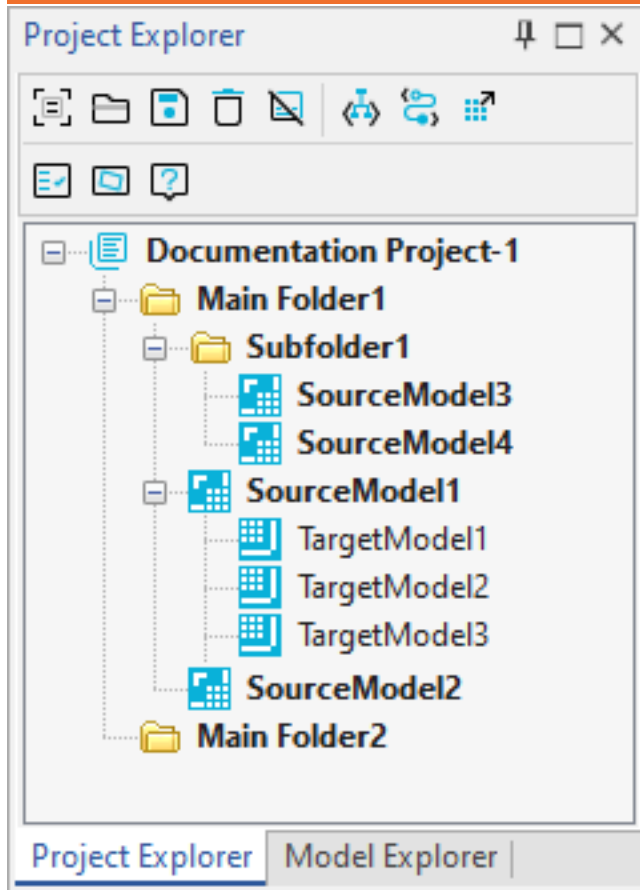 Project Explorer
Documentation Project-1
Main Folder1
Subfolder1
SourceModel3
SourceModel4
SourceModel1
TargetModel1
TargetModel2
TargetModel3
SourceModel2
Main Folder2
Project Explorer Model Explorer